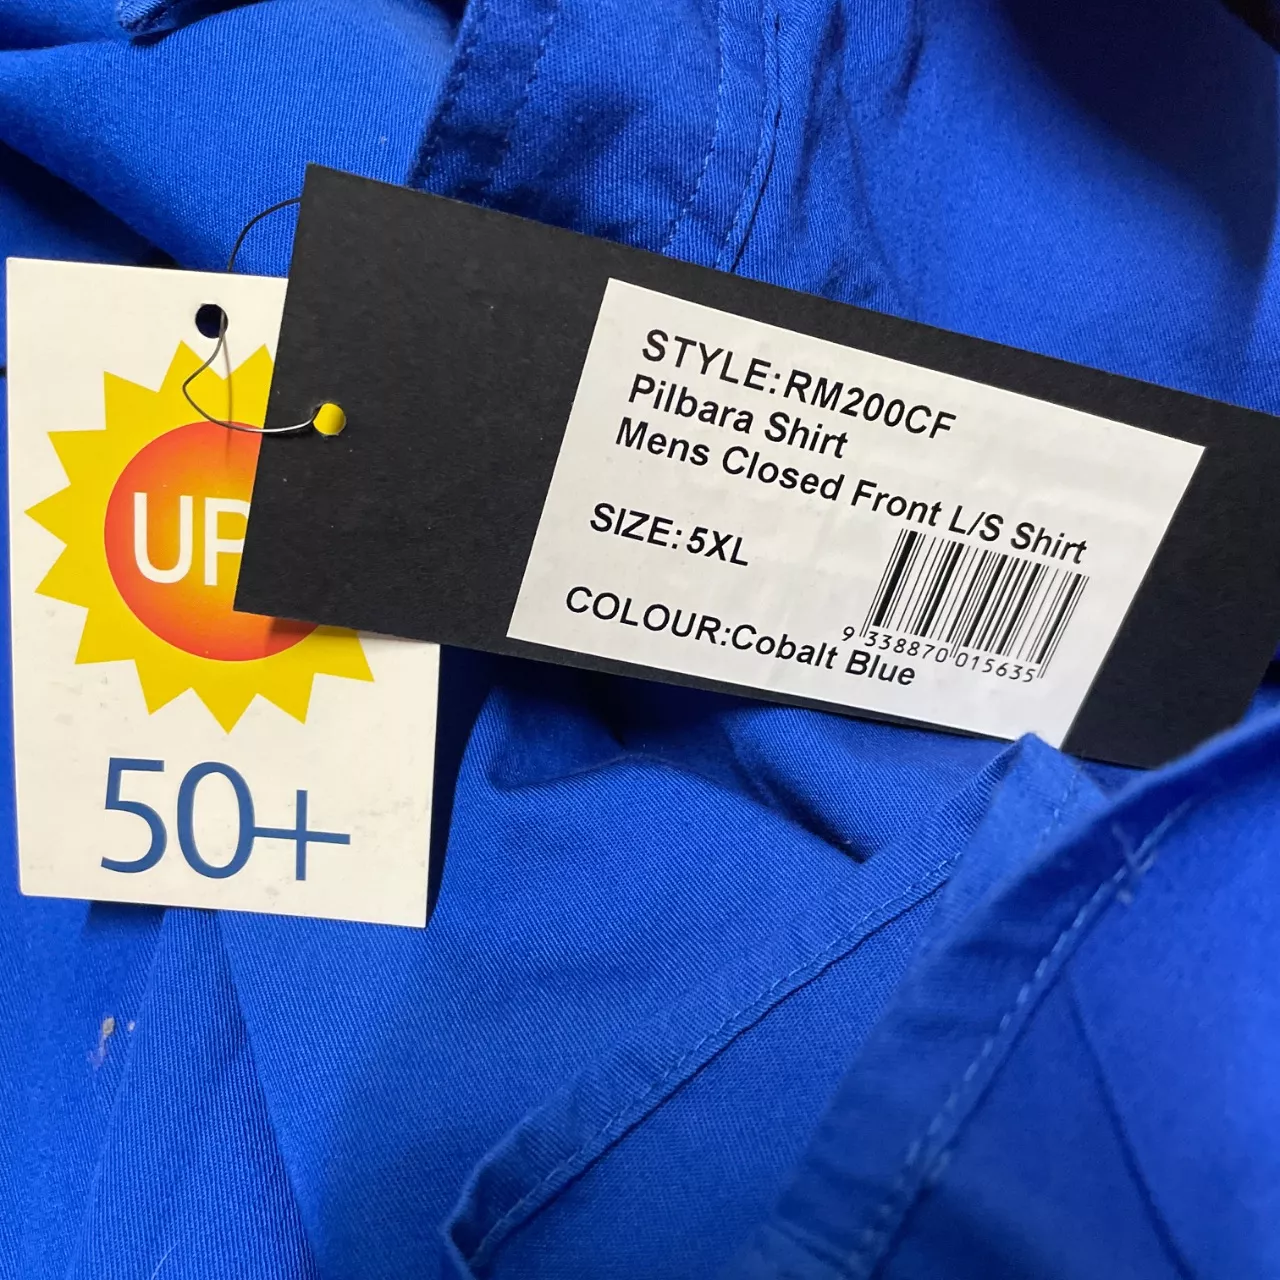 UP
50+
STYLE:RM200CF
Pilbara Shirt
Mens Closed Front L/S Shirt
SIZE:5XL
COLOUR:Cobalt Blue
9 338870 015635